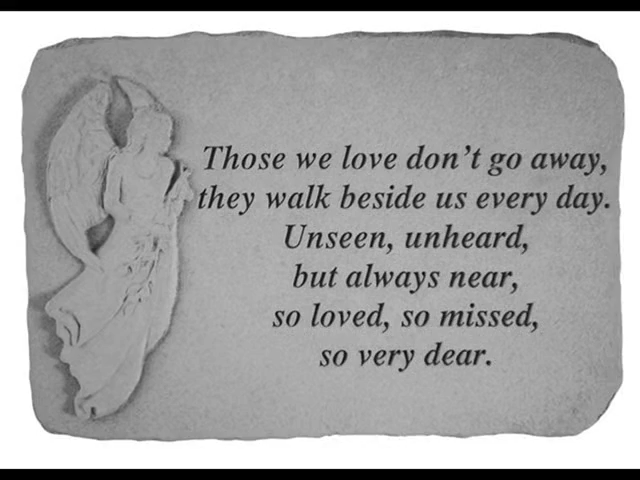 Those we love don't go away,
they walk beside us every day.
Unseen, unheard,
but always near,
so loved, so missed,
so very dear.